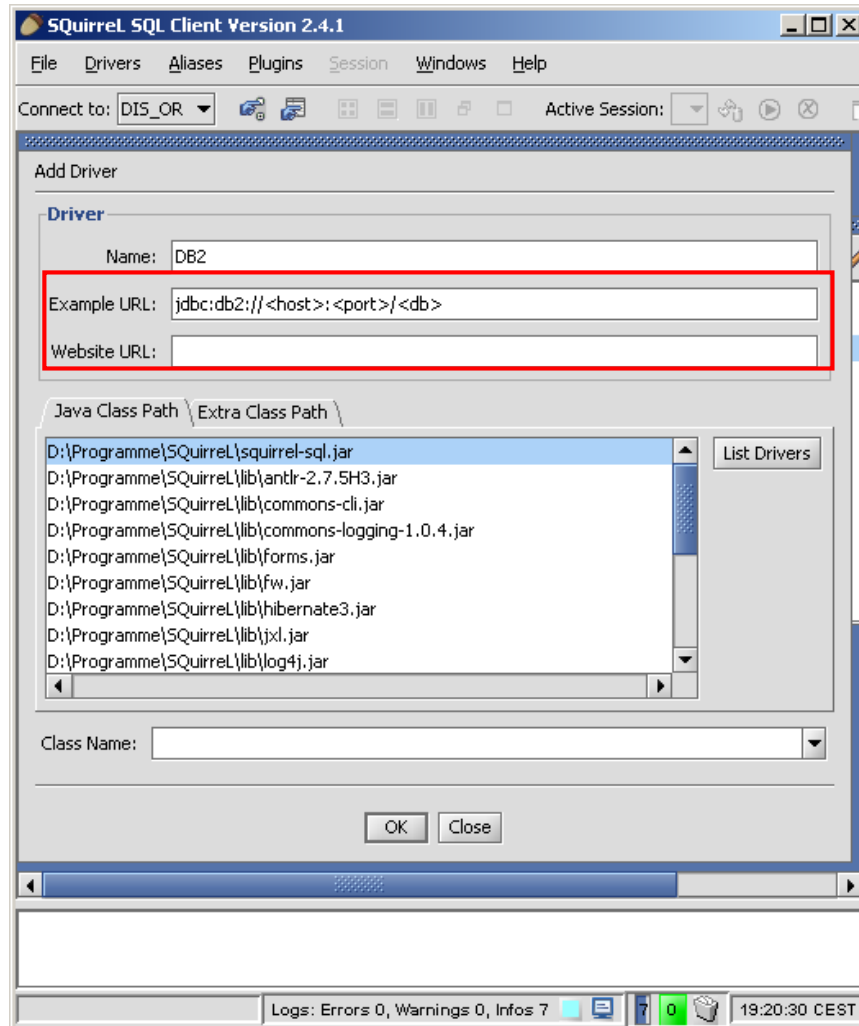 SQuirreL SQL Client Version 2.4.1
File Drivers Aliases Plugins Session Windows Help
Connect to: DIS_OR Active Session:
Add Driver
Driver
Name: DB2
Example URL: jdbc:db2://<host>:<port>/<db>
Website URL:
Java Class Path Extra Class Path
D:\Programme\SQuirreL\squirrel-sql.jar List Drivers
D:\Programme\SQuirreL\lib\antlr-2.7.5H3.jar
D:\Programme\SQuirreL\lib\commons-cli.jar
D:\Programme\SQuirreL\lib\commons-logging-1.0.4.jar
D:\Programme\SQuirreL\lib\forms.jar
D:\Programme\SQuirreL\lib\fw.jar
D:\Programme\SQuirreL\lib\hibernate3.jar
D:\Programme\SQuirreL\lib\jxl.jar
D:\Programme\SQuirreL\lib\log4j.jar
Class Name:
OK Close
Logs: Errors 0, Warnings 0, Infos 7 7 0 19:20:30 CEST